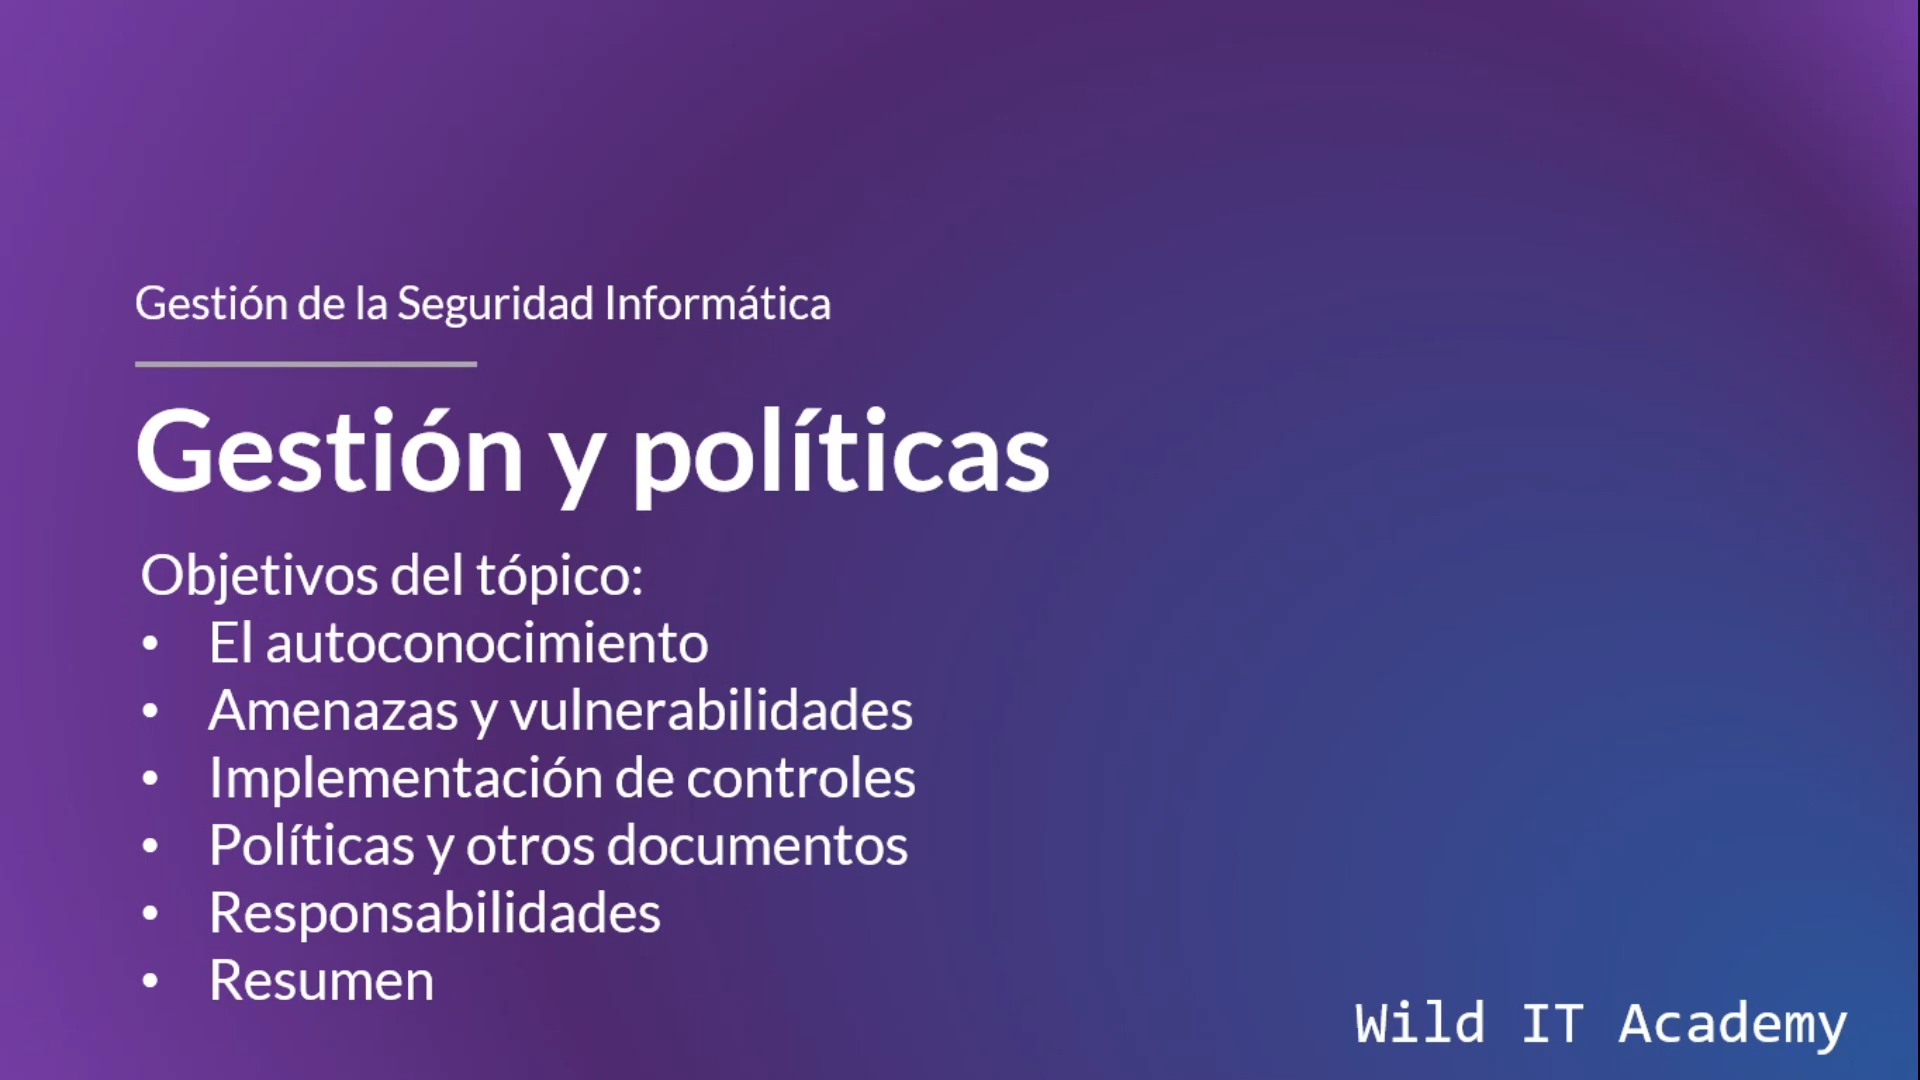 Gestión de la Seguridad Informática
Gestión y políticas
Objetivos del tópico:
• El autoconocimiento
• Amenazas y vulnerabilidades
• Implementación de controles
• Políticas y otros documentos
• Responsabilidades
• Resumen
Wild IT Academy